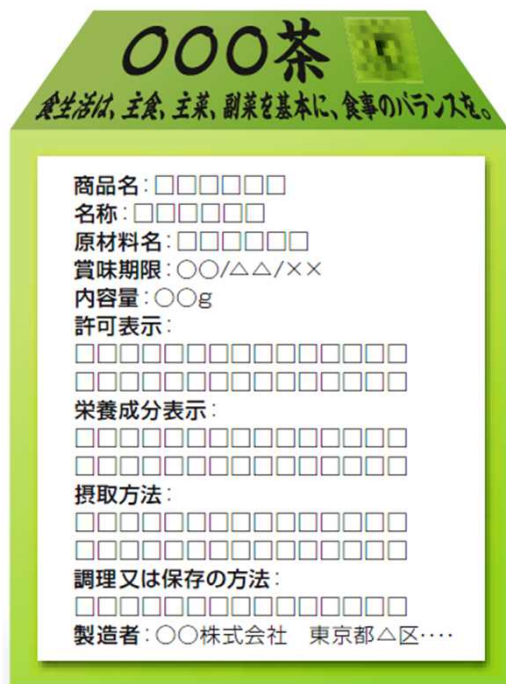 〇〇〇茶
食生活は、主食、主菜、副菜を基本に、食事のバランスを。
商品名:□□□□□□
名称:□□□□□□
原材料名:□□□□□□
賞味期限:○○/△△/××
内容量:○○g
許可表示:
□□□□□□□□□□□□□□□
□□□□□□□□□□□□□□□
栄養成分表示:
□□□□□□□□□□□□□□□
□□□□□□□□□□□□□□□
摂取方法:
□□□□□□□□□□□□□□□
□□□□□□□□□□□□□□□
調理又は保存の方法:
□□□□□□□□□□□□□□□
製造者:○○株式会社　東京都△区‥‥